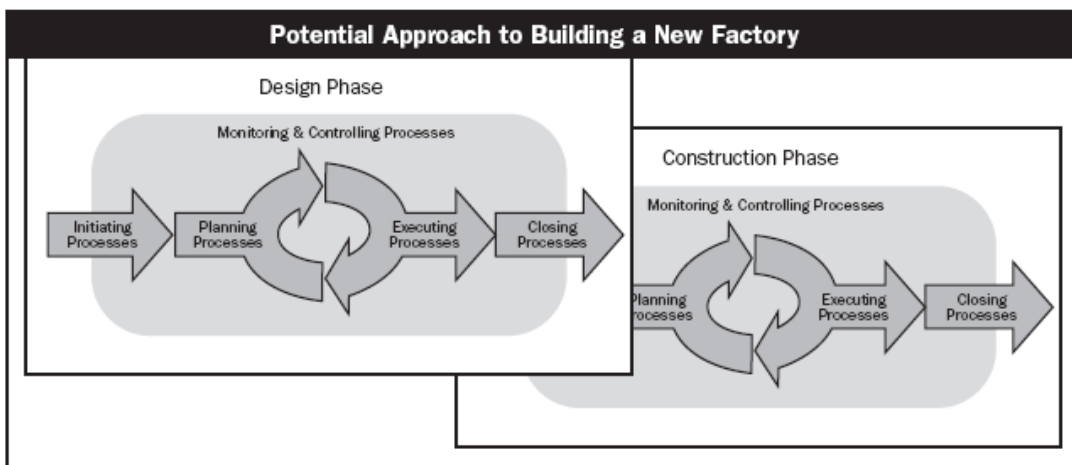 Potential Approach to Building a New Factory
Design Phase
Monitoring & Controlling Processes
Initiating
Processes
Planning
Processes
Executing
Processes
Closing
Processes
Construction Phase
Monitoring & Controlling Processes
Planning
rocesses
Executing
Processes
Closing
Processes